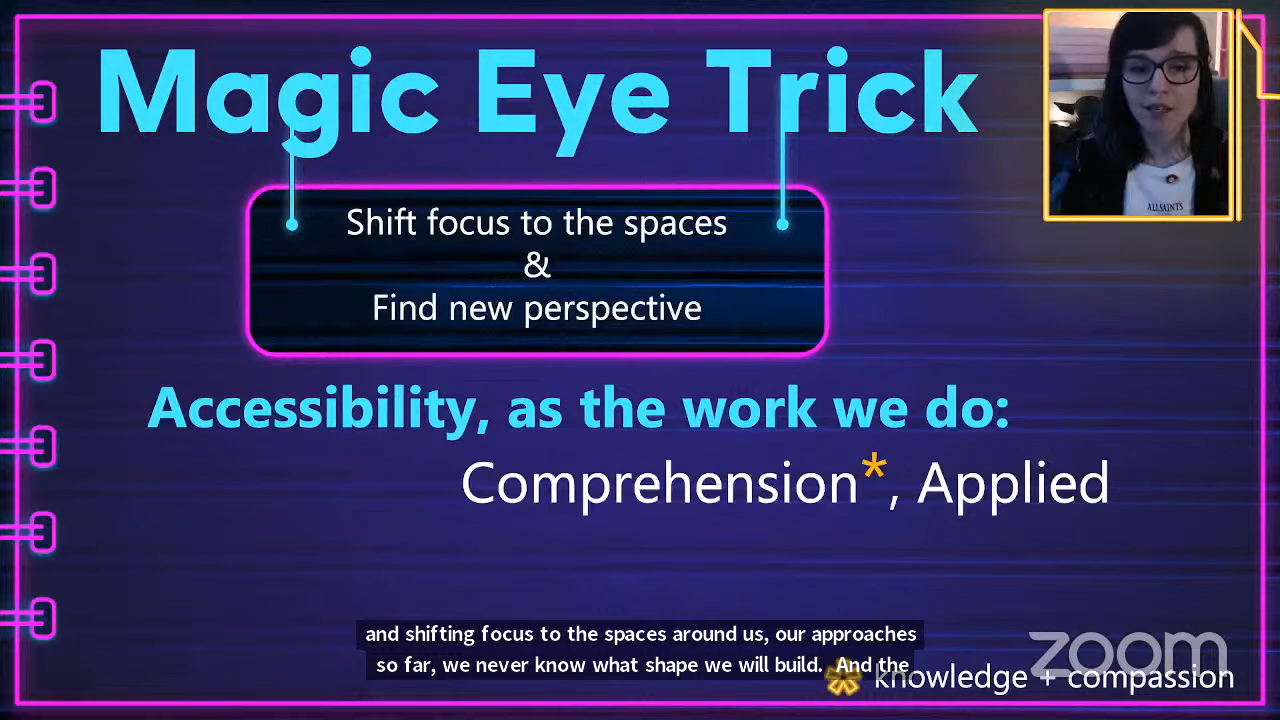 Magic Eye Trick
Shift focus to the spaces
&
Find new perspective
Accessibility, as the work we do:
Comprehension*, Applied
and shifting focus to the spaces around us, our approaches
so far, we never know what shape we will build. And the
* knowledge + compassion
zoom
ALLSAINTS